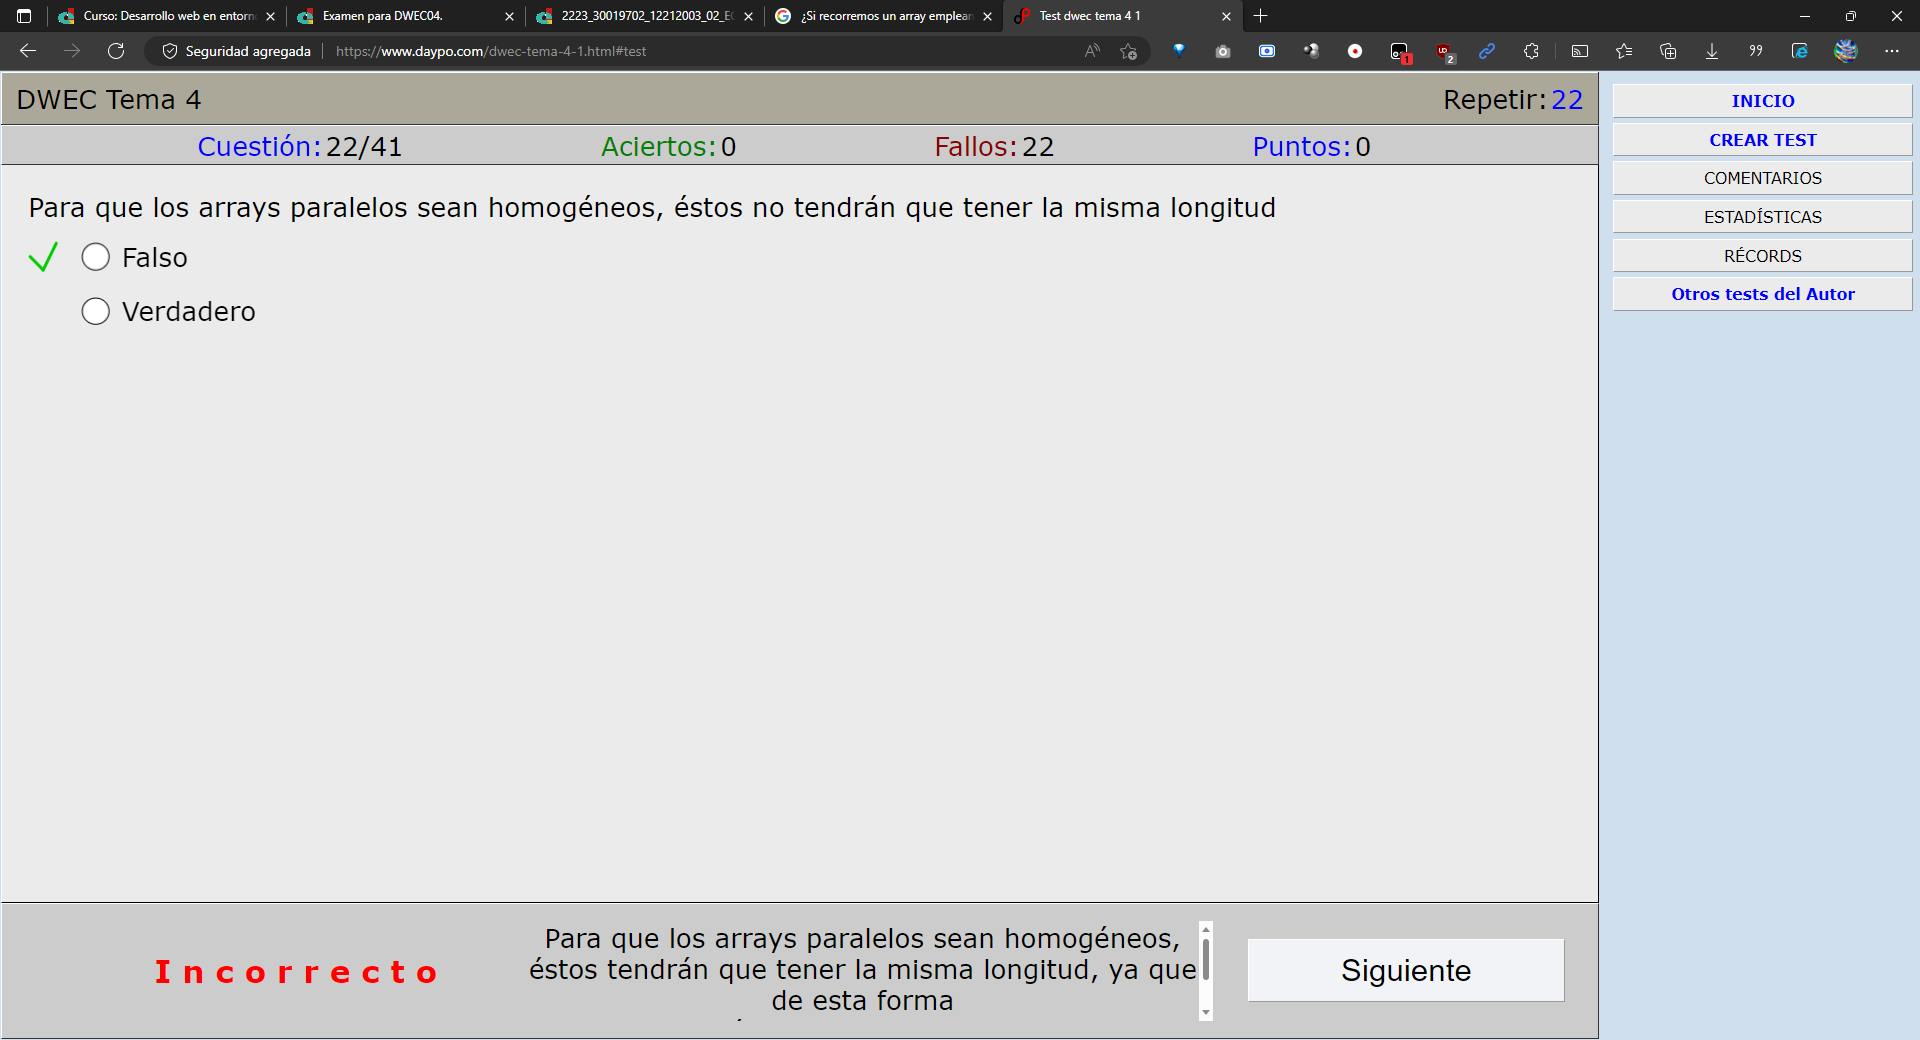 Curso: Desarrollo web en entorn
Examen para DWEC04.
2223_30019702_12212003_02_EC
¿Si recorremos un array emplean
Test dwec tema 4 1
Seguridad agregada
https://www.daypo.com/dwec-tema-4-1.html#test
1
2
DWEC Tema 4
Repetir:22
Cuestión:22/41
Aciertos:0
Fallos:22
Puntos:0
Para que los arrays paralelos sean homogéneos, éstos no tendrán que tener la misma longitud
Falso
Verdadero
INICIO
CREAR TEST
COMENTARIOS
ESTADÍSTICAS
RÉCORDS
Otros tests del Autor
Incorrecto
Para que los arrays paralelos sean homogéneos,
éstos tendrán que tener la misma longitud, ya que
de esta forma
Siguiente